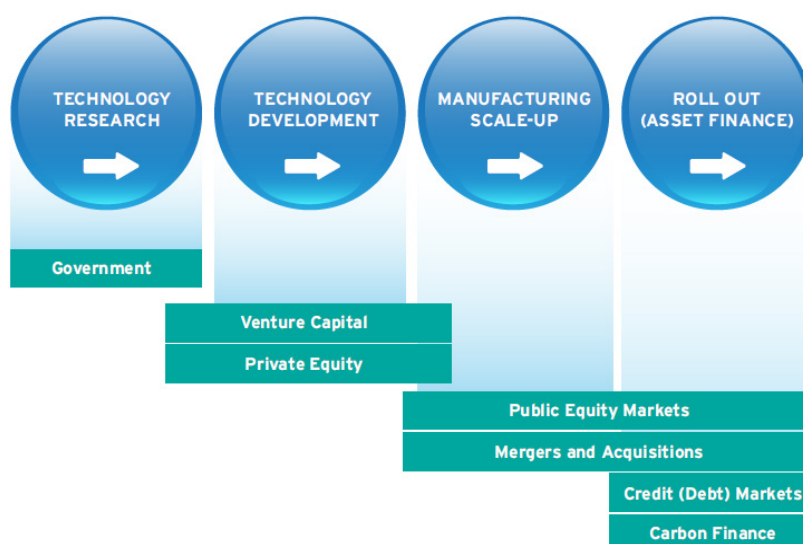 TECHNOLOGY
RESEARCH
TECHNOLOGY
DEVELOPMENT
MANUFACTURING
SCALE-UP
ROLL OUT
(ASSET FINANCE)
Government
Venture Capital
Private Equity
Public Equity Markets
Mergers and Acquisitions
Credit (Debt) Markets
Carbon Finance